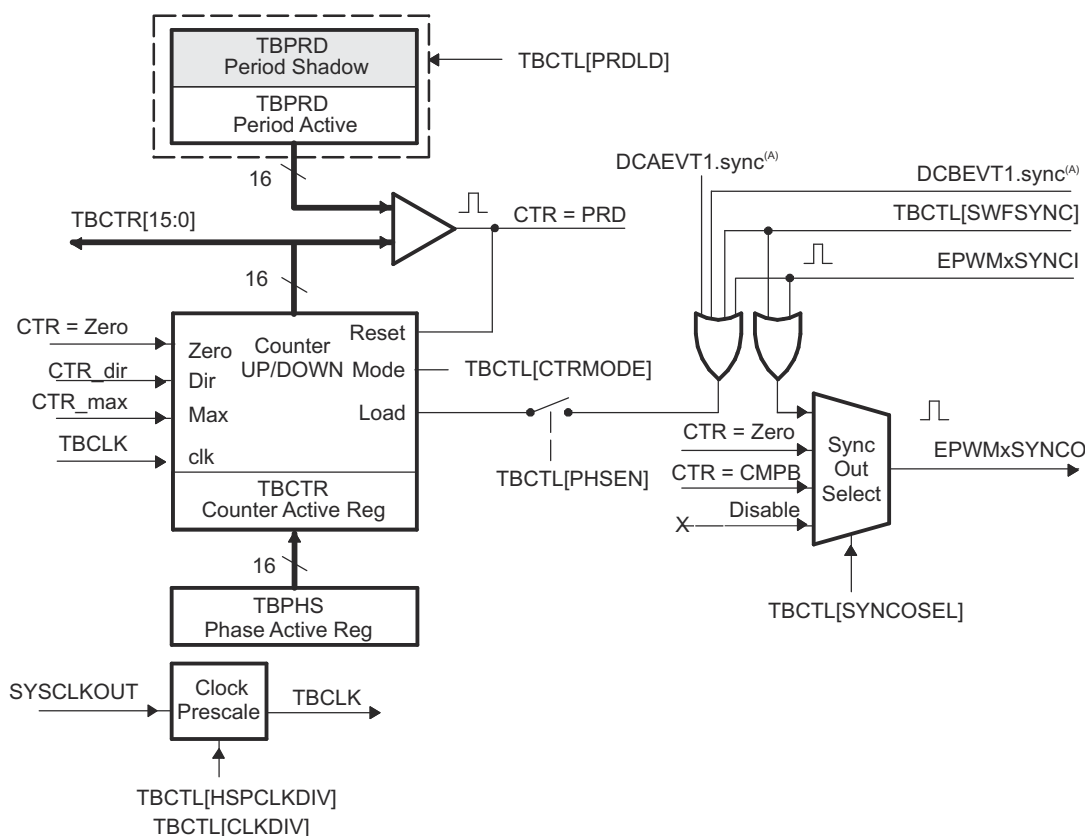 TBPRD
Period Shadow
TBCTL[PRDLD]
TBPRD
Period Active
16
DCAEVT1.sync(A)
DCBEVT1.sync(A)
TBCTR[15:0]
CTR = PRD
TBCTL[SWFSYNC]
16
EPWMxSYNCI
CTR = Zero
CTR_dir
CTR_max
TBCLK
Zero
Dir
Max
clk
Counter
UP/DOWN
Reset
Mode
Load
TBCTL[CTRMODE]
TBCTR
Counter Active Reg
TBCTL[PHSEN]
CTR = Zero
CTR = CMPB
Disable
X
Sync
Out
Select
EPWMxSYNCO
16
TBPHS
Phase Active Reg
TBCTL[SYNCOSEL]
SYSCLKOUT
Clock
Prescale
TBCLK
TBCTL[HSPCLKDIV]
TBCTL[CLKDIV]